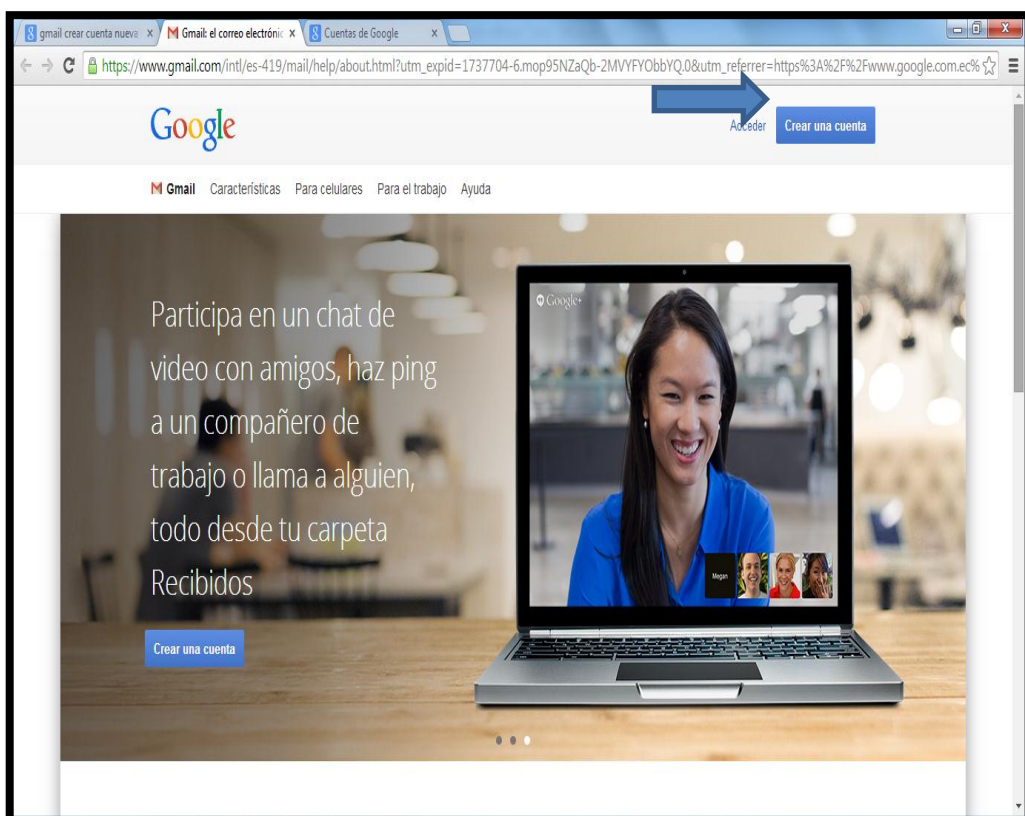 gmail crear cuenta nueva
Gmail: el correo electrónic
Cuentas de Google
https://www.gmail.com/intl/es-419/mail/help/about.html?utm_expid=1737704-6.mop95NZaQb-2MVYFYObbYQ.0&utm_referrer=https%3A%2F%2Fwww.google.com.ec%
Google
Acceder
Crear una cuenta
Gmail Características Para celulares Para el trabajo Ayuda
Google+
Participa en un chat de
video con amigos, haz ping
a un compañero de
trabajo o llama a alguien,
todo desde tu carpeta
Recibidos
Megan
Crear una cuenta